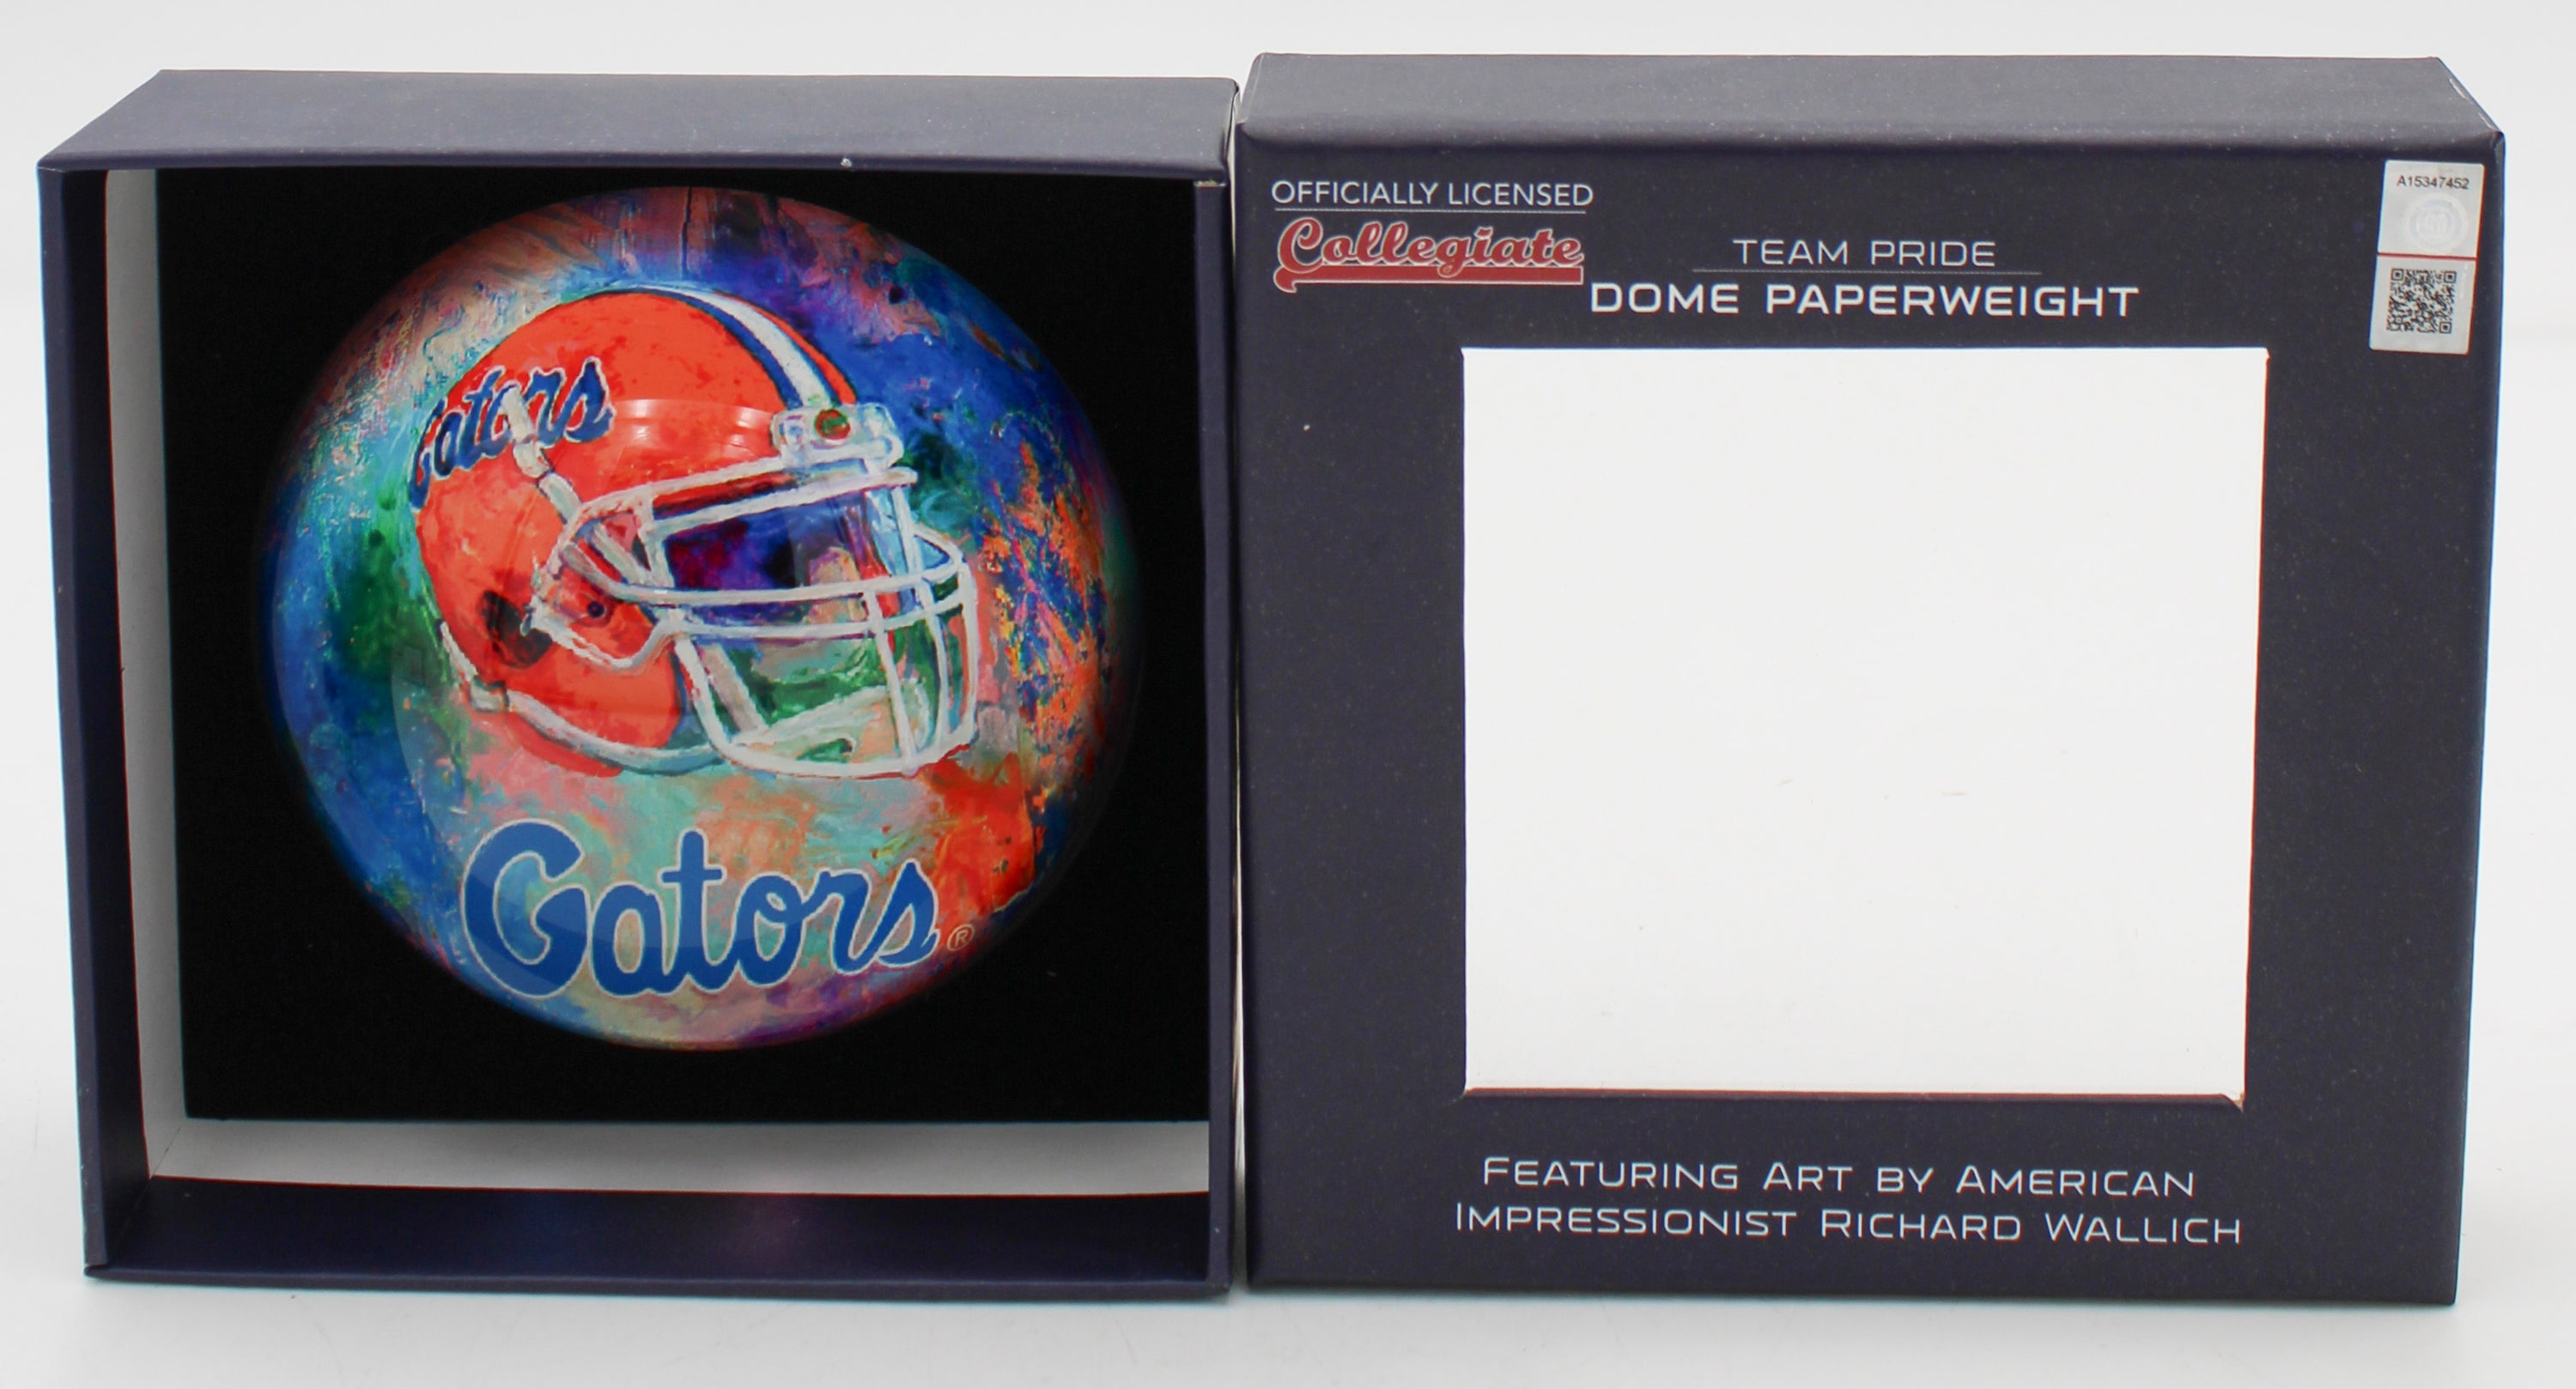 Gators
Gators®
OFFICIALLY LICENSED
Collegiate
TEAM PRIDE
DOME PAPERWEIGHT
A15347452
FEATURING ART BY AMERICAN
IMPRESSIONIST RICHARD WALLICH